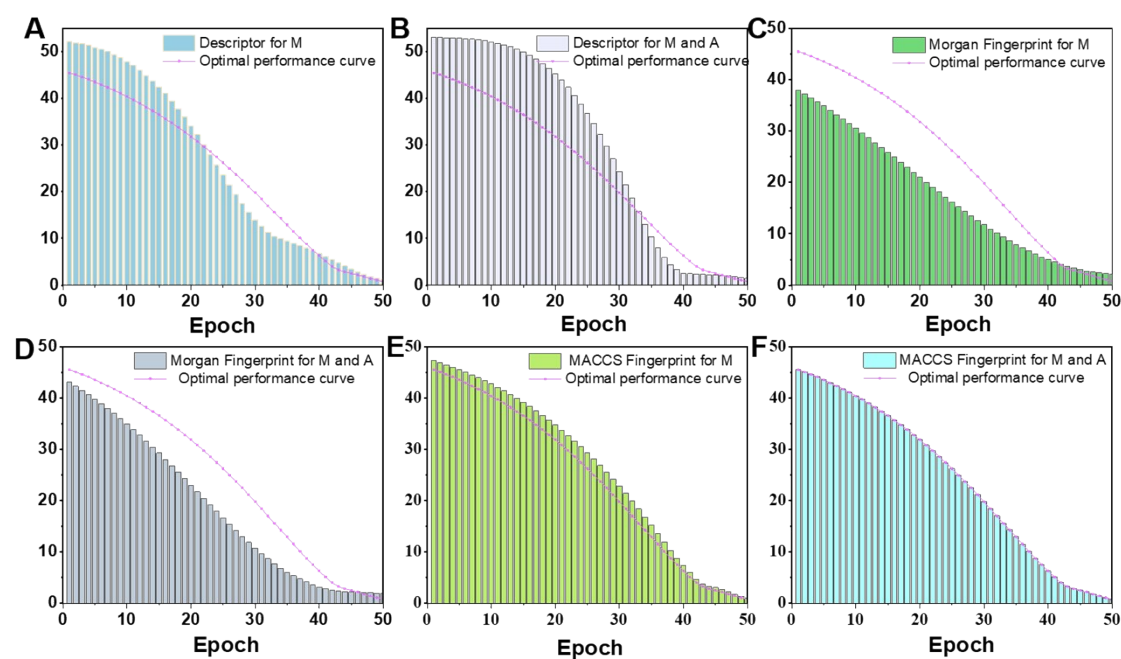 A
Descriptor for M
Optimal performance curve
50
40
30
20
10
0
0 10 20 30 40 50
Epoch
B
Descriptor for M and A
Optimal performance curve
50
40
30
20
10
0
0 10 20 30 40 50
Epoch
C
Morgan Fingerprint for M
Optimal performance curve
50
40
30
20
10
0
0 10 20 30 40 50
Epoch
D
Morgan Fingerprint for M and A
Optimal performance curve
50
40
30
20
10
0
0 10 20 30 40 50
Epoch
E
MACCS Fingerprint for M
Optimal performance curve
50
40
30
20
10
0
0 10 20 30 40 50
Epoch
F
MACCS Fingerprint for M and A
Optimal performance curve
50
40
30
20
10
0
0 10 20 30 40 50
Epoch